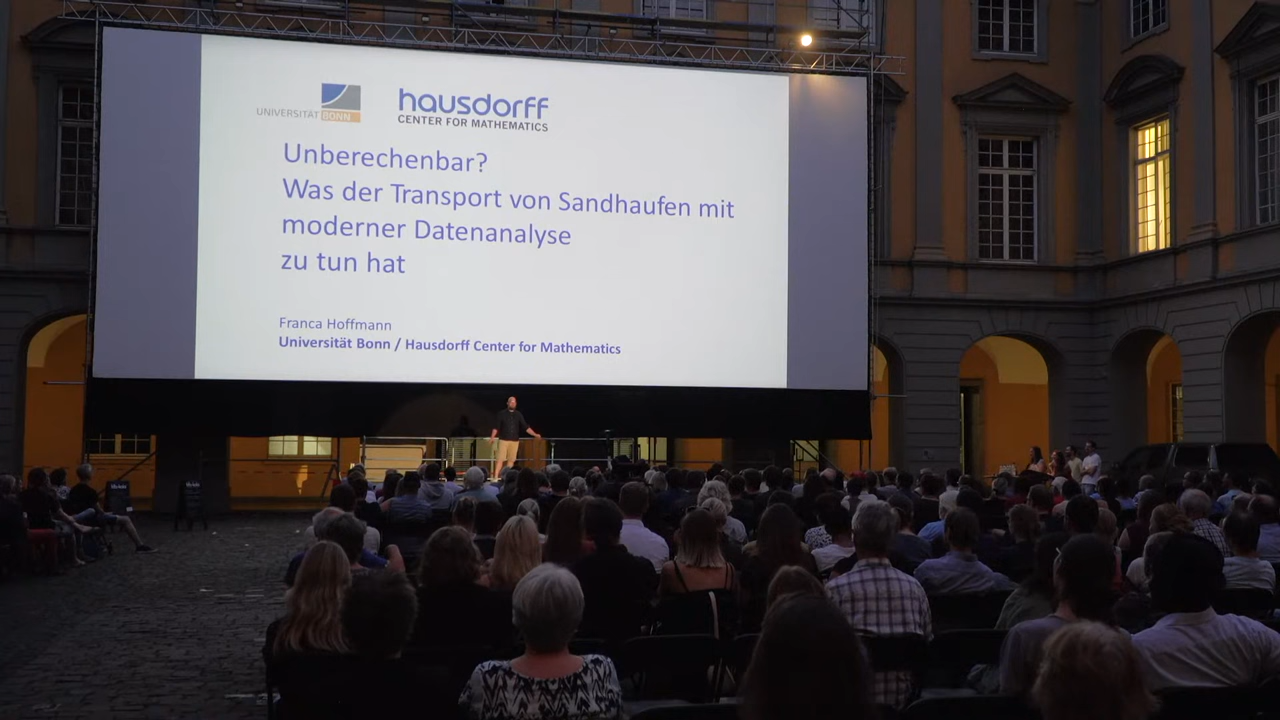 UNIVERSITÄT BONN
hausdorff
CENTER FOR MATHEMATICS
Unberechenbar?
Was der Transport von Sandhaufen mit
moderner Datenanalyse
zu tun hat
Franca Hoffmann
Universität Bonn / Hausdorff Center for Mathematics